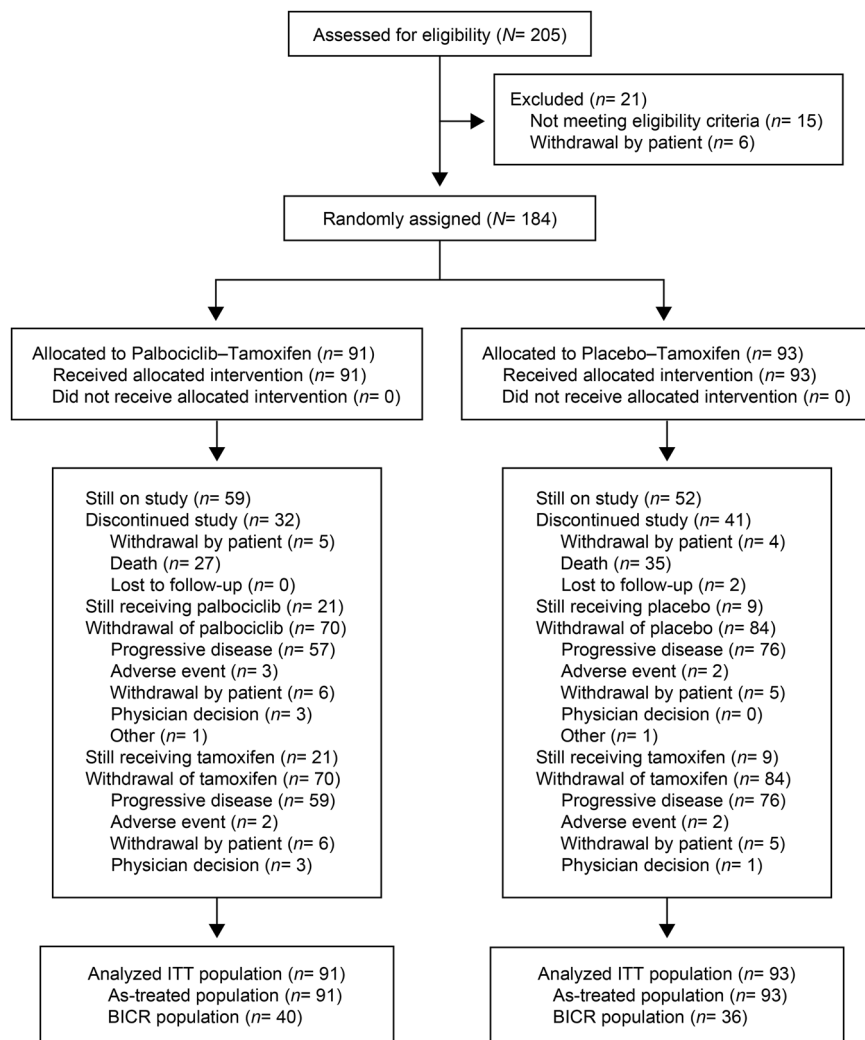 Assessed for eligibility (N= 205)
Excluded (n= 21)
Not meeting eligibility criteria (n= 15)
Withdrawal by patient (n= 6)
Randomly assigned (N= 184)
Allocated to Palbociclib–Tamoxifen (n= 91)
Received allocated intervention (n= 91)
Did not receive allocated intervention (n= 0)
Allocated to Placebo–Tamoxifen (n= 93)
Received allocated intervention (n= 93)
Did not receive allocated intervention (n= 0)
Still on study (n= 59)
Discontinued study (n= 32)
Withdrawal by patient (n= 5)
Death (n= 27)
Lost to follow-up (n= 0)
Still receiving palbociclib (n= 21)
Withdrawal of palbociclib (n= 70)
Progressive disease (n= 57)
Adverse event (n= 3)
Withdrawal by patient (n= 6)
Physician decision (n= 3)
Other (n= 1)
Still receiving tamoxifen (n= 21)
Withdrawal of tamoxifen (n= 70)
Progressive disease (n= 59)
Adverse event (n= 2)
Withdrawal by patient (n= 6)
Physician decision (n= 3)
Still on study (n= 52)
Discontinued study (n= 41)
Withdrawal by patient (n= 4)
Death (n= 35)
Lost to follow-up (n= 2)
Still receiving placebo (n= 9)
Withdrawal of placebo (n= 84)
Progressive disease (n= 76)
Adverse event (n= 2)
Withdrawal by patient (n= 5)
Physician decision (n= 0)
Other (n= 1)
Still receiving tamoxifen (n= 9)
Withdrawal of tamoxifen (n= 84)
Progressive disease (n= 76)
Adverse event (n= 2)
Withdrawal by patient (n= 5)
Physician decision (n= 1)
Analyzed ITT population (n= 91)
As-treated population (n= 91)
BICR population (n= 40)
Analyzed ITT population (n= 93)
As-treated population (n= 93)
BICR population (n= 36)